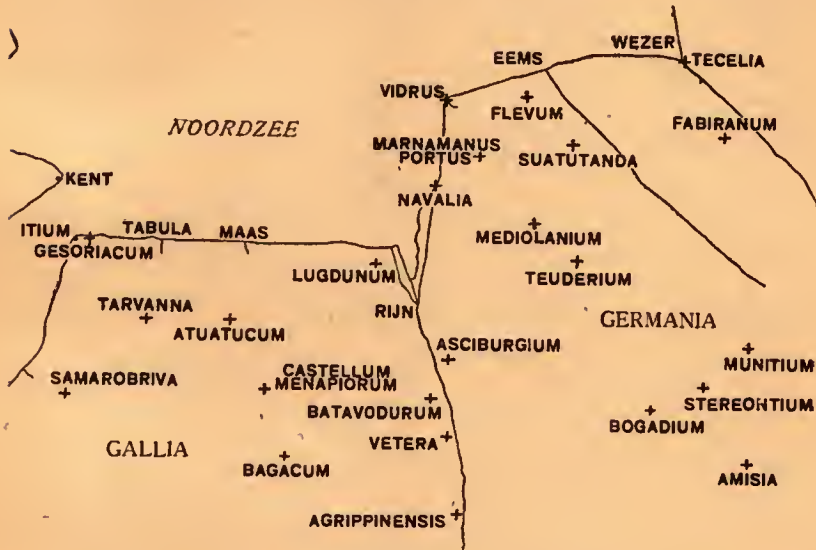 WEZER
EEMS
TECELIA
VIDRUS
FLEVUM
NOORDZEE
FABIRANUM
MARNAMANUS
PORTUS
SUATUTANDA
KENT
NAVALIA
ITIUM
TABULA
MAAS
GESORIACUM
MEDIOLANIUM
LUGDUNUM
TEUDERIUM
TARVANNA
RIJN
ATUATUCUM
GERMANIA
ASCIBURGIUM
MUNITIUM
CASTELLUM
MENAPIORUM
SAMAROBRIVA
STEREOHTIUM
BATAVODURUM
BOGADIUM
VETERA
GALLIA
BAGACUM
AMISIA
AGRIPPINENSIS